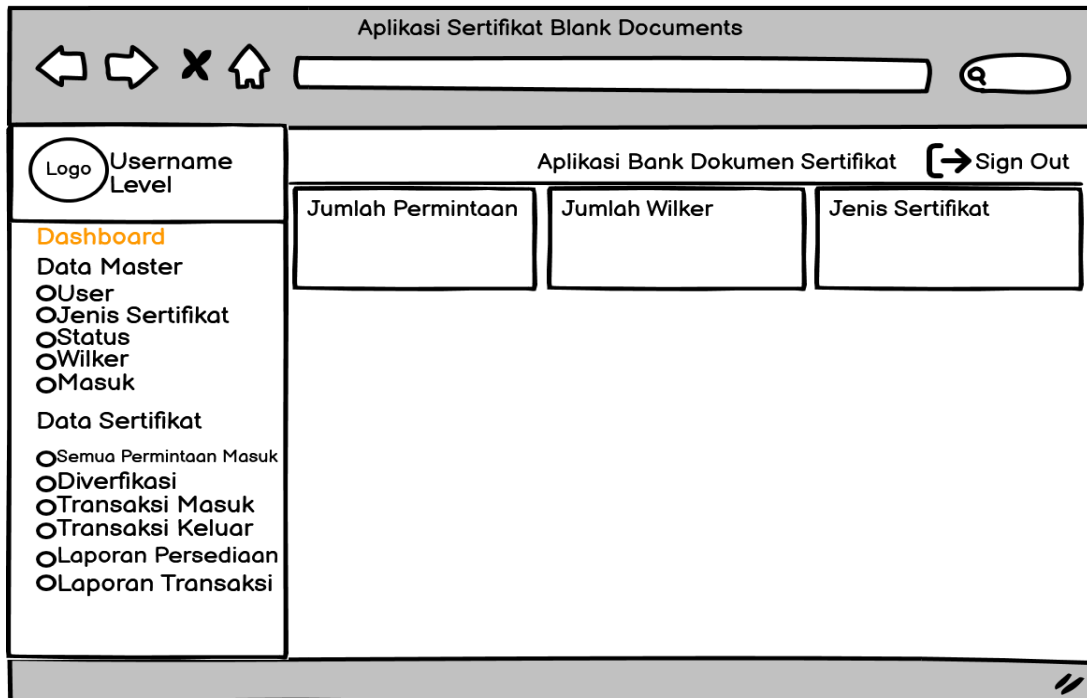 Aplikasi Sertifikat Blank Documents
Logo
Username
Level
Aplikasi Bank Dokumen Sertifikat
Sign Out
Dashboard
Data Master
User
Jenis Sertifikat
Status
Wilker
Masuk
Data Sertifikat
Semua Permintaan Masuk
Diverfikasi
Transaksi Masuk
Transaksi Keluar
Laporan Persediaan
Laporan Transaksi
Jumlah Permintaan
Jumlah Wilker
Jenis Sertifikat